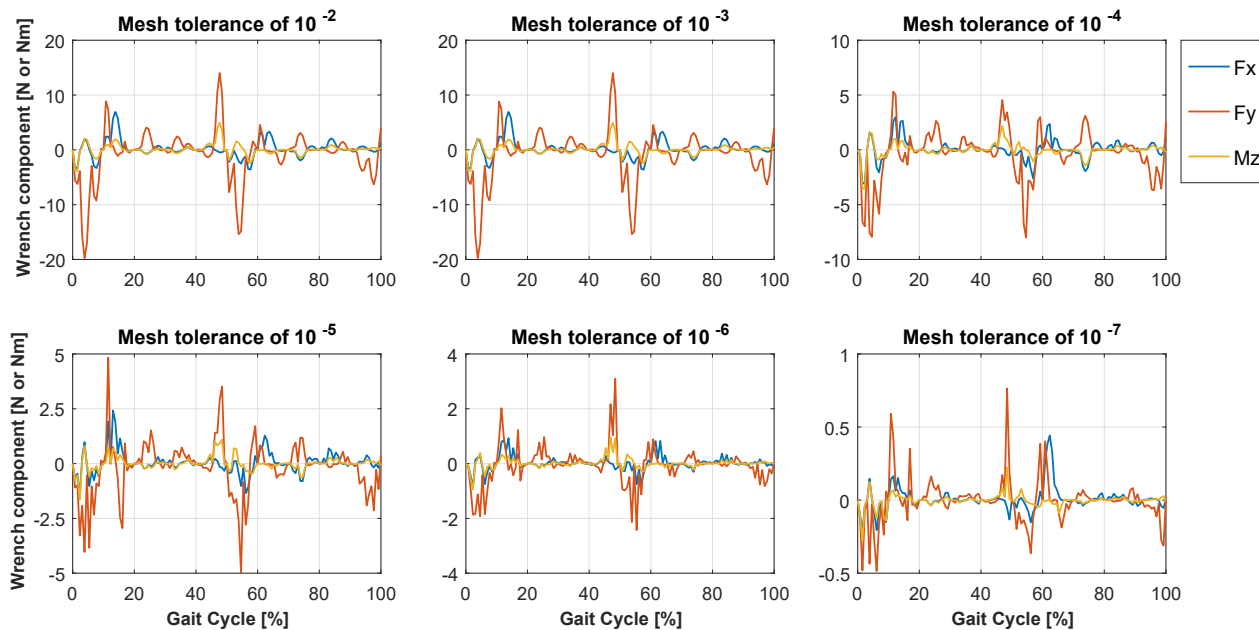 Mesh tolerance of 10 -2
Mesh tolerance of 10 -3
Mesh tolerance of 10 -4
Wrench component [N or Nm]
20
10
0
-10
-20
0 20 40 60 80 100
20
10
0
-10
-20
0 20 40 60 80 100
10
5
0
-5
-10
0 20 40 60 80 100
Fx
Fy
Mz
Mesh tolerance of 10 -5
Mesh tolerance of 10 -6
Mesh tolerance of 10 -7
Wrench component [N or Nm]
5
2.5
0
-2.5
-5
0 20 40 60 80 100
Gait Cycle [%]
4
2
0
-2
-4
0 20 40 60 80 100
Gait Cycle [%]
1
0.5
0
-0.5
0 20 40 60 80 100
Gait Cycle [%]